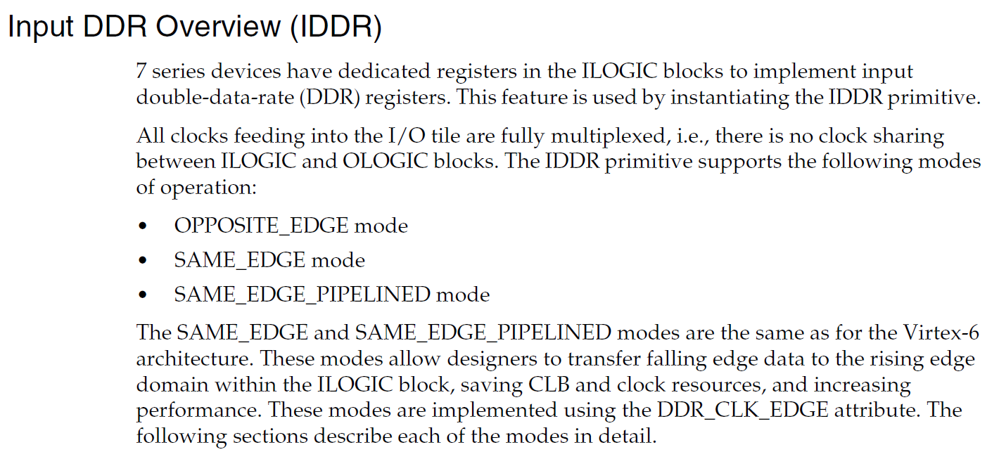 Input DDR Overview (IDDR)
7 series devices have dedicated registers in the ILOGIC blocks to implement input
double-data-rate (DDR) registers. This feature is used by instantiating the IDDR primitive.
All clocks feeding into the I/O tile are fully multiplexed, i.e., there is no clock sharing
between ILOGIC and OLOGIC blocks. The IDDR primitive supports the following modes
of operation:
• OPPOSITE_EDGE mode
• SAME_EDGE mode
• SAME_EDGE_PIPELINED mode
The SAME_EDGE and SAME_EDGE_PIPELINED modes are the same as for the Virtex-6
architecture. These modes allow designers to transfer falling edge data to the rising edge
domain within the ILOGIC block, saving CLB and clock resources, and increasing
performance. These modes are implemented using the DDR_CLK_EDGE attribute. The
following sections describe each of the modes in detail.